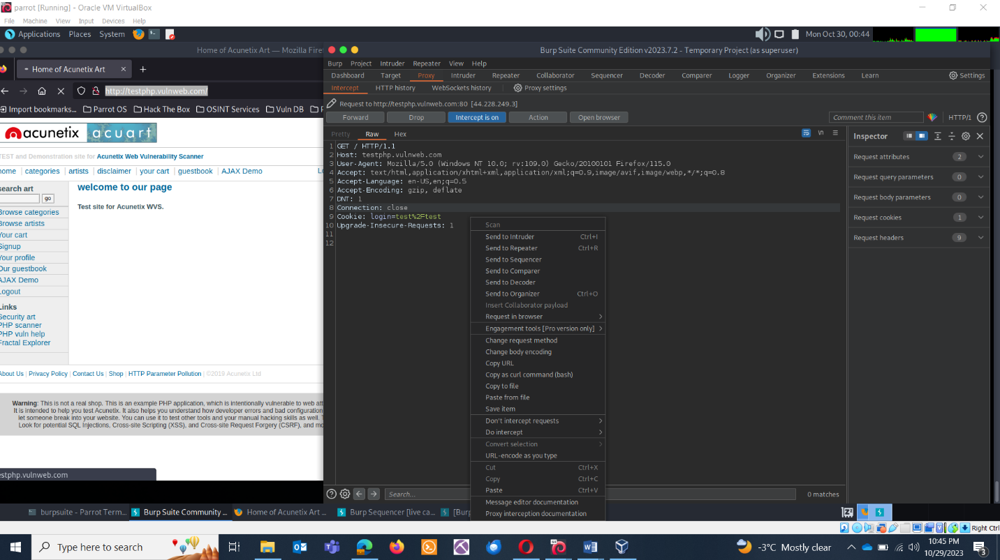 parrot [Running] - Oracle VM VirtualBox
File Machine View Input Devices Help
Applications Places System
Mon Oct 30, 00:44
Home of Acunetix Art — Mozilla Fire
Home of Acunetix Art
http://testphp.vulnweb.com/
Import bookmarks... Parrot OS Hack The Box OSINT Services Vuln DB
acunetix acuart
TEST and Demonstration site for Acunetix Web Vulnerability Scanner
home | categories | artists | disclaimer | your cart | guestbook | AJAX Demo
search art
go
Browse categories
Browse artists
Your cart
Signup
Your profile
Our guestbook
AJAX Demo
Logout
Links
Security art
PHP scanner
PHP vuln help
Fractal Explorer
welcome to our page
Test site for Acunetix WVS.
About Us | Privacy Policy | Contact Us | Shop | HTTP Parameter Pollution | ©2019 Acunetix Ltd
Warning: This is not a real shop. This is an example PHP application, which is intentionally vulnerable to web att
It is intended to help you test Acunetix. It also helps you understand how developer errors and bad configuration
let someone break into your website. You can use it to test other tools and your manual hacking skills as well.
Look for potential SQL Injections, Cross-site Scripting (XSS), and Cross-site Request Forgery (CSRF), and mo
estphp.vulnweb.com
Burp Suite Community Edition v2023.7.2 - Temporary Project (as superuser)
Burp Project Intruder Repeater View Help
Dashboard Target Proxy Intruder Repeater Collaborator Sequencer Decoder Comparer Logger Organizer Extensions Learn Settings
Intercept HTTP history WebSockets history Proxy settings
Request to http://testphp.vulnweb.com:80 [44.228.249.3]
Forward Drop Intercept is on Action Open browser Comment this item HTTP/1
Pretty Raw Hex \n
1 GET / HTTP/1.1
2 Host: testphp.vulnweb.com
3 User-Agent: Mozilla/5.0 (Windows NT 10.0; rv:109.0) Gecko/20100101 Firefox/115.0
4 Accept: text/html,application/xhtml+xml,application/xml;q=0.9,image/avif,image/webp,*/*;q=0.8
5 Accept-Language: en-US,en;q=0.5
6 Accept-Encoding: gzip, deflate
7 DNT: 1
8 Connection: close
9 Cookie: login=test%2Ftest
10 Upgrade-Insecure-Requests: 1
11
12
Scan
Send to Intruder Ctrl+I
Send to Repeater Ctrl+R
Send to Sequencer
Send to Comparer
Send to Decoder
Send to Organizer Ctrl+O
Insert Collaborator payload
Request in browser
Engagement tools [Pro version only]
Change request method
Change body encoding
Copy URL
Copy as curl command (bash)
Copy to file
Paste from file
Save item
Don't intercept requests
Do intercept
Convert selection
URL-encode as you type
Cut Ctrl+X
Copy Ctrl+C
Paste Ctrl+V
Message editor documentation
Proxy interception documentation
Inspector
Request attributes 2
Request query parameters 0
Request body parameters 0
Request cookies 1
Request headers 9
Search... 0 matches
burpsuite - Parrot Term... Burp Suite Community ... Home of Acunetix Art ... Burp Sequencer [live ca... [Burp
Right Ctrl
Type here to search
-3°C Mostly clear
10:45 PM
10/29/2023
3